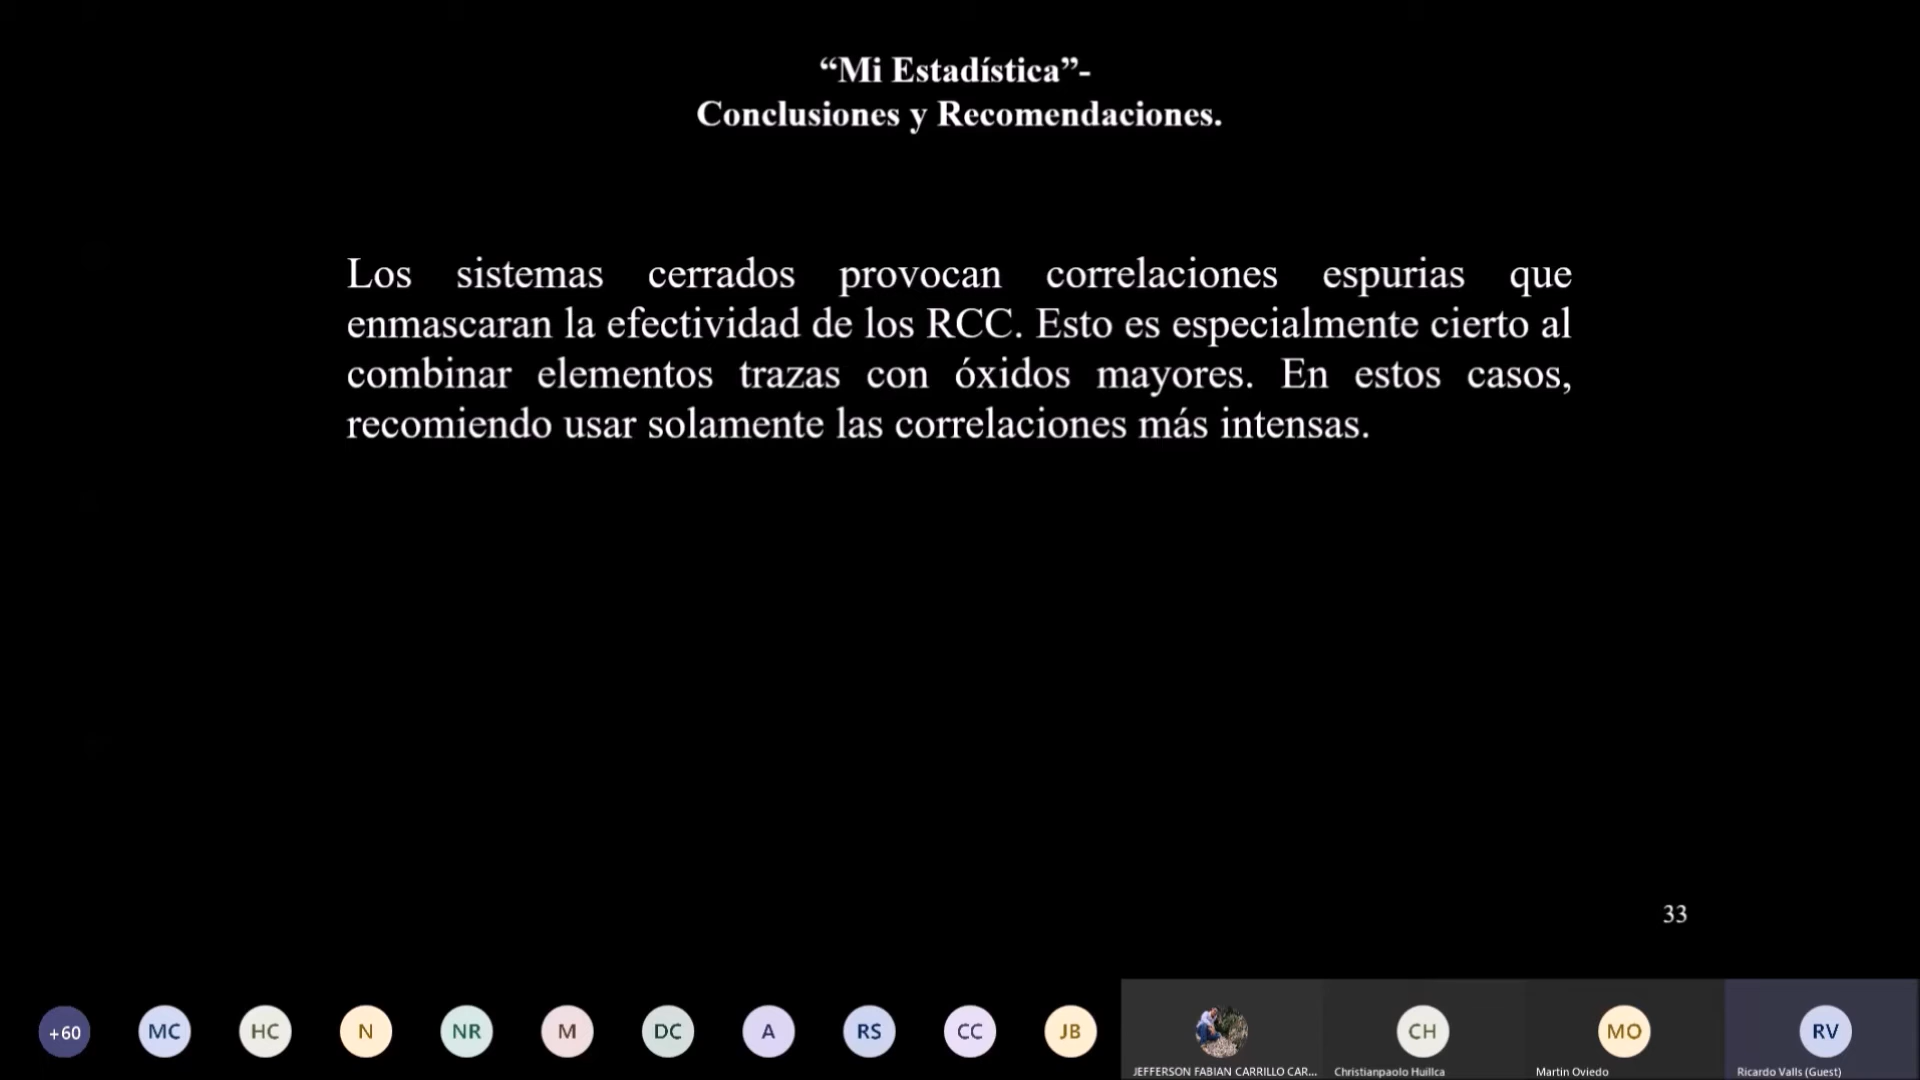 “Mi Estadística”-
Conclusiones y Recomendaciones.
Los sistemas cerrados provocan correlaciones espurias que
enmascaran la efectividad de los RCC. Esto es especialmente cierto al
combinar elementos trazas con óxidos mayores. En estos casos,
recomiendo usar solamente las correlaciones más intensas.
33
+60
MC
HC
N
NR
M
DC
A
RS
CC
JB
CH
MO
RV
JEFFERSON FABIAN CARRILLO CAR...
Christianpaolo Huillca
Martin Oviedo
Ricardo Valls (Guest)